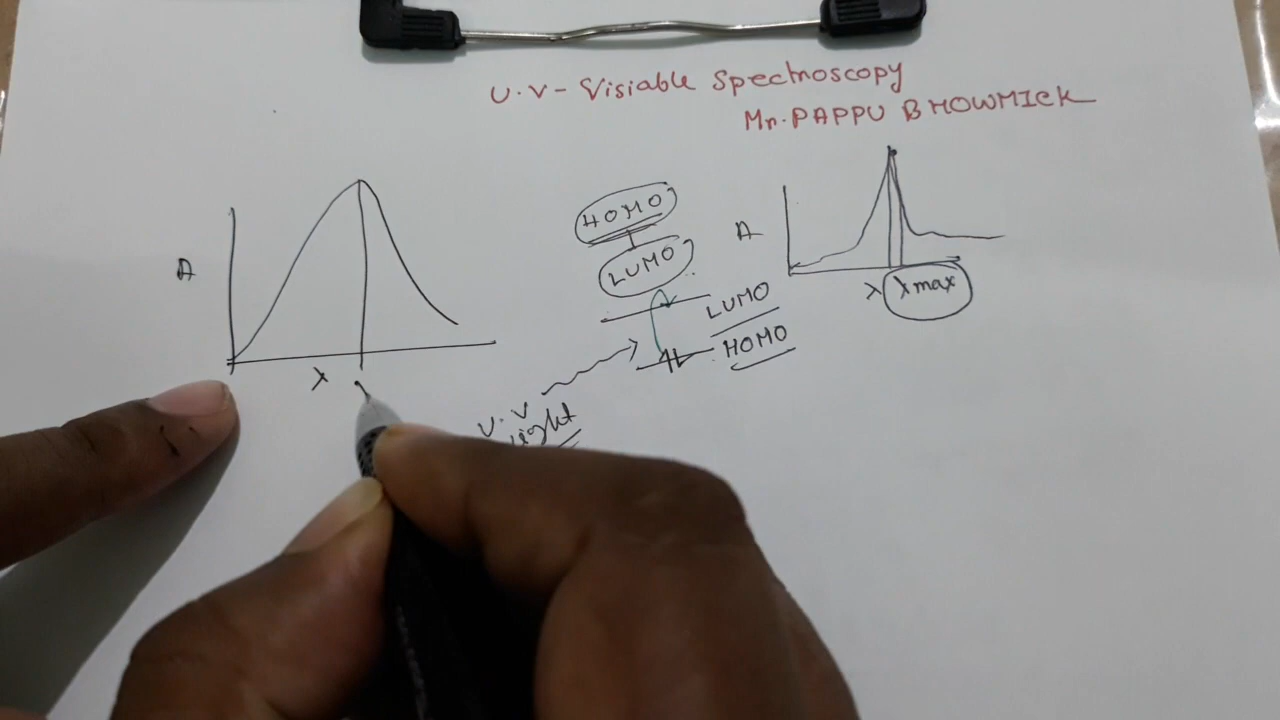 U.V - Visiable Spectroscopy
Mr. PAPPU BHOWMICK
A
λ
HOMO
LUMO
LUMO
HOMO
U.V
light
A
λ
λmax